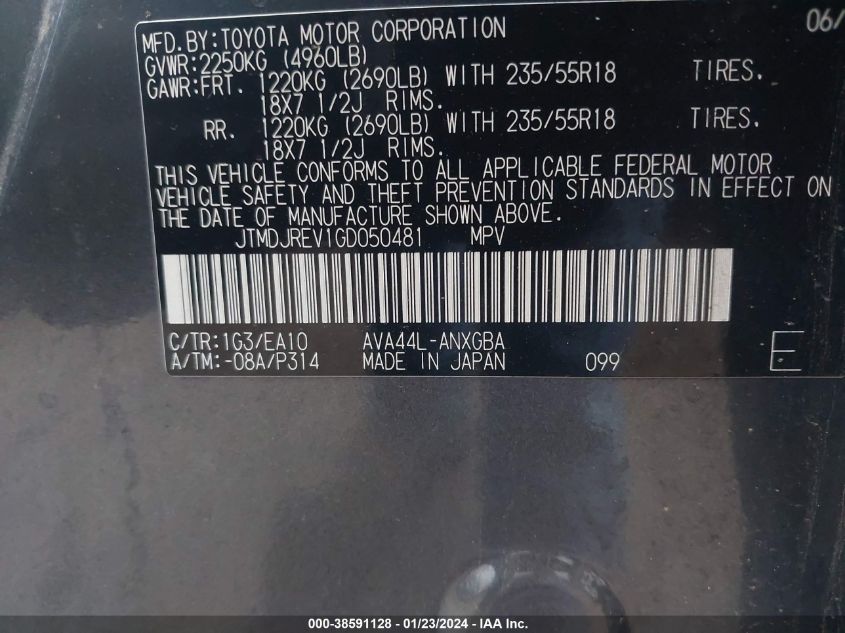 MFD.BY:TOYOTA MOTOR CORPORATION 06/
GVWR:2250KG (4960LB)
GAWR:FRT. 1220KG (2690LB) WITH 235/55R18 TIRES.
18X7 1/2J RIMS.
RR. 1220KG (2690LB) WITH 235/55R18 TIRES.
18X7 1/2J RIMS.
THIS VEHICLE CONFORMS TO ALL APPLICABLE FEDERAL MOTOR
VEHICLE SAFETY AND THEFT PREVENTION STANDARDS IN EFFECT ON
THE DATE OF MANUFACTURE SHOWN ABOVE.
JTMDJREV1GD050481 MPV
C/TR:1G3/EA10 AVA44L-ANXGBA
A/TM:-08A/P314 MADE IN JAPAN 099 E
000-38591128 - 01/23/2024 - IAA Inc.